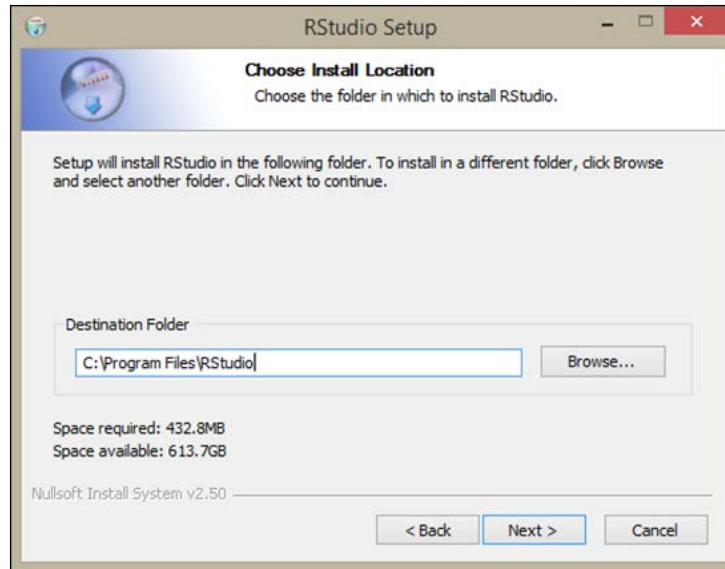 RStudio Setup
Choose Install Location
Choose the folder in which to install RStudio.
Setup will install RStudio in the following folder. To install in a different folder, click Browse
and select another folder. Click Next to continue.
Destination Folder
C:\Program Files\RStudio
Browse...
Space required: 432.8MB
Space available: 613.7GB
Nullsoft Install System v2.50
< Back
Next >
Cancel